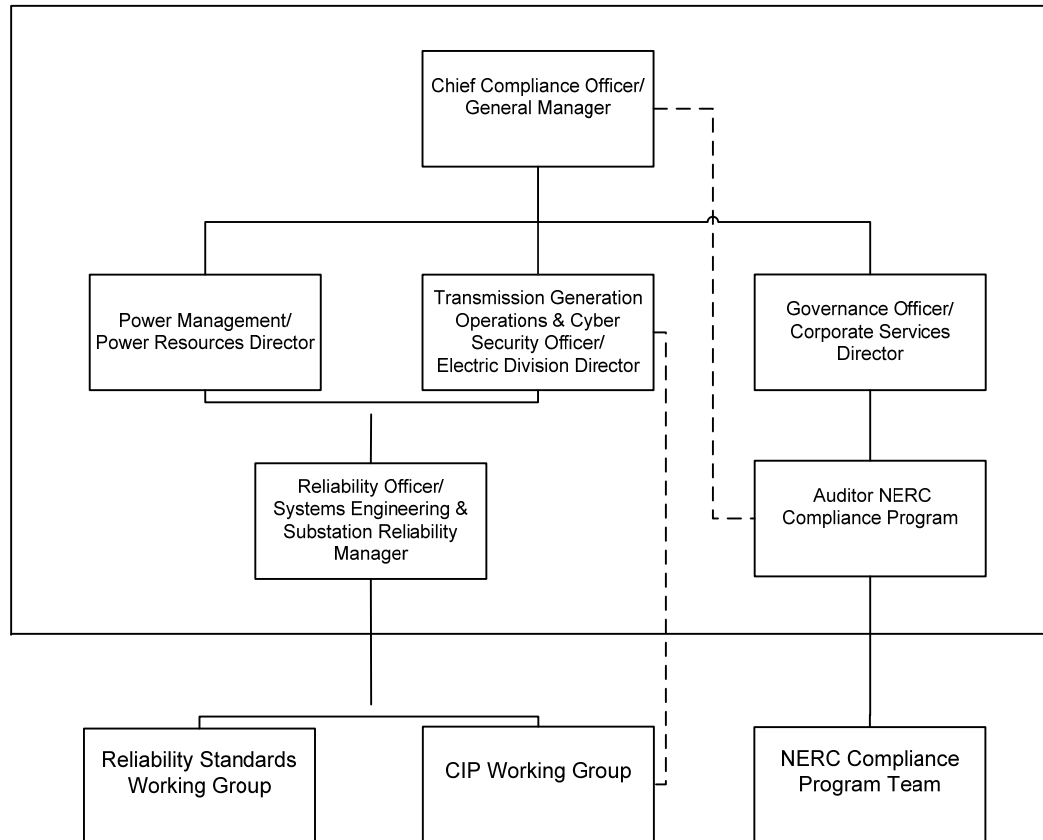 Chief Compliance Officer/
General Manager
Power Management/
Power Resources Director
Transmission Generation
Operations & Cyber
Security Officer/
Electric Division Director
Governance Officer/
Corporate Services
Director
Reliability Officer/
Systems Engineering &
Substation Reliability
Manager
Auditor NERC
Compliance Program
Reliability Standards
Working Group
CIP Working Group
NERC Compliance
Program Team